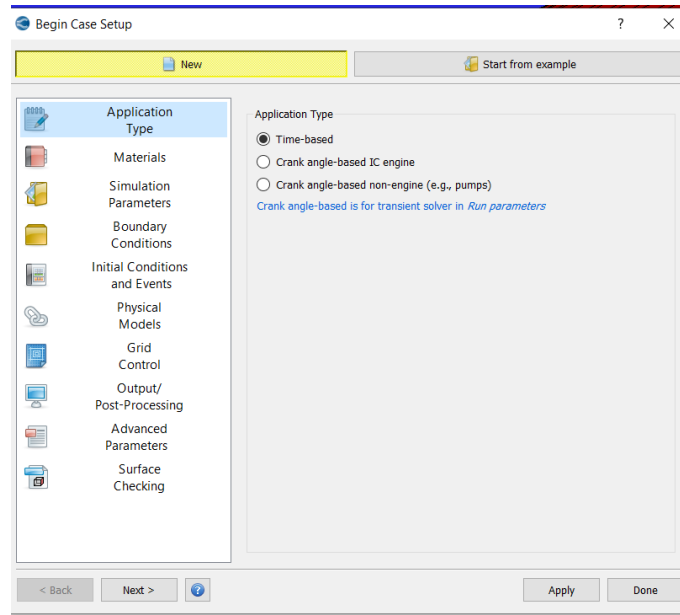 Begin Case Setup
?
New
Start from example
Application
Type
Materials
Simulation
Parameters
Boundary
Conditions
Initial Conditions
and Events
Physical
Models
Grid
Control
Output/
Post-Processing
Advanced
Parameters
Surface
Checking
Application Type
Time-based
Crank angle-based IC engine
Crank angle-based non-engine (e.g., pumps)
Crank angle-based is for transient solver in Run parameters
< Back
Next >
?
Apply
Done